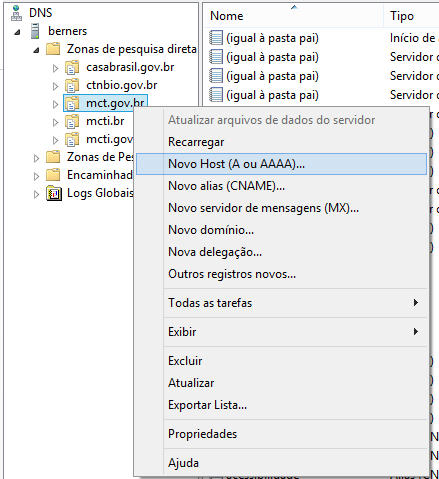 DNS
berners
Zonas de pesquisa direta
casabrasil.gov.br
ctnbio.gov.br
mct.gov.br
mcti.br
mcti.gov
Zonas de Pes
Encaminhad
Logs Globais
Nome
Tipo
(igual à pasta pai)
Início de a
(igual à pasta pai)
Servidor d
(igual à pasta pai)
Servidor d
(igual à pasta pai)
Servidor d
Atualizar arquivos de dados do servidor
Recarregar
Novo Host (A ou AAAA)...
Novo alias (CNAME)...
Novo servidor de mensagens (MX)...
Novo domínio...
Nova delegação...
Outros registros novos...
Todas as tarefas
Exibir
Excluir
Atualizar
Exportar Lista...
Propriedades
Ajuda